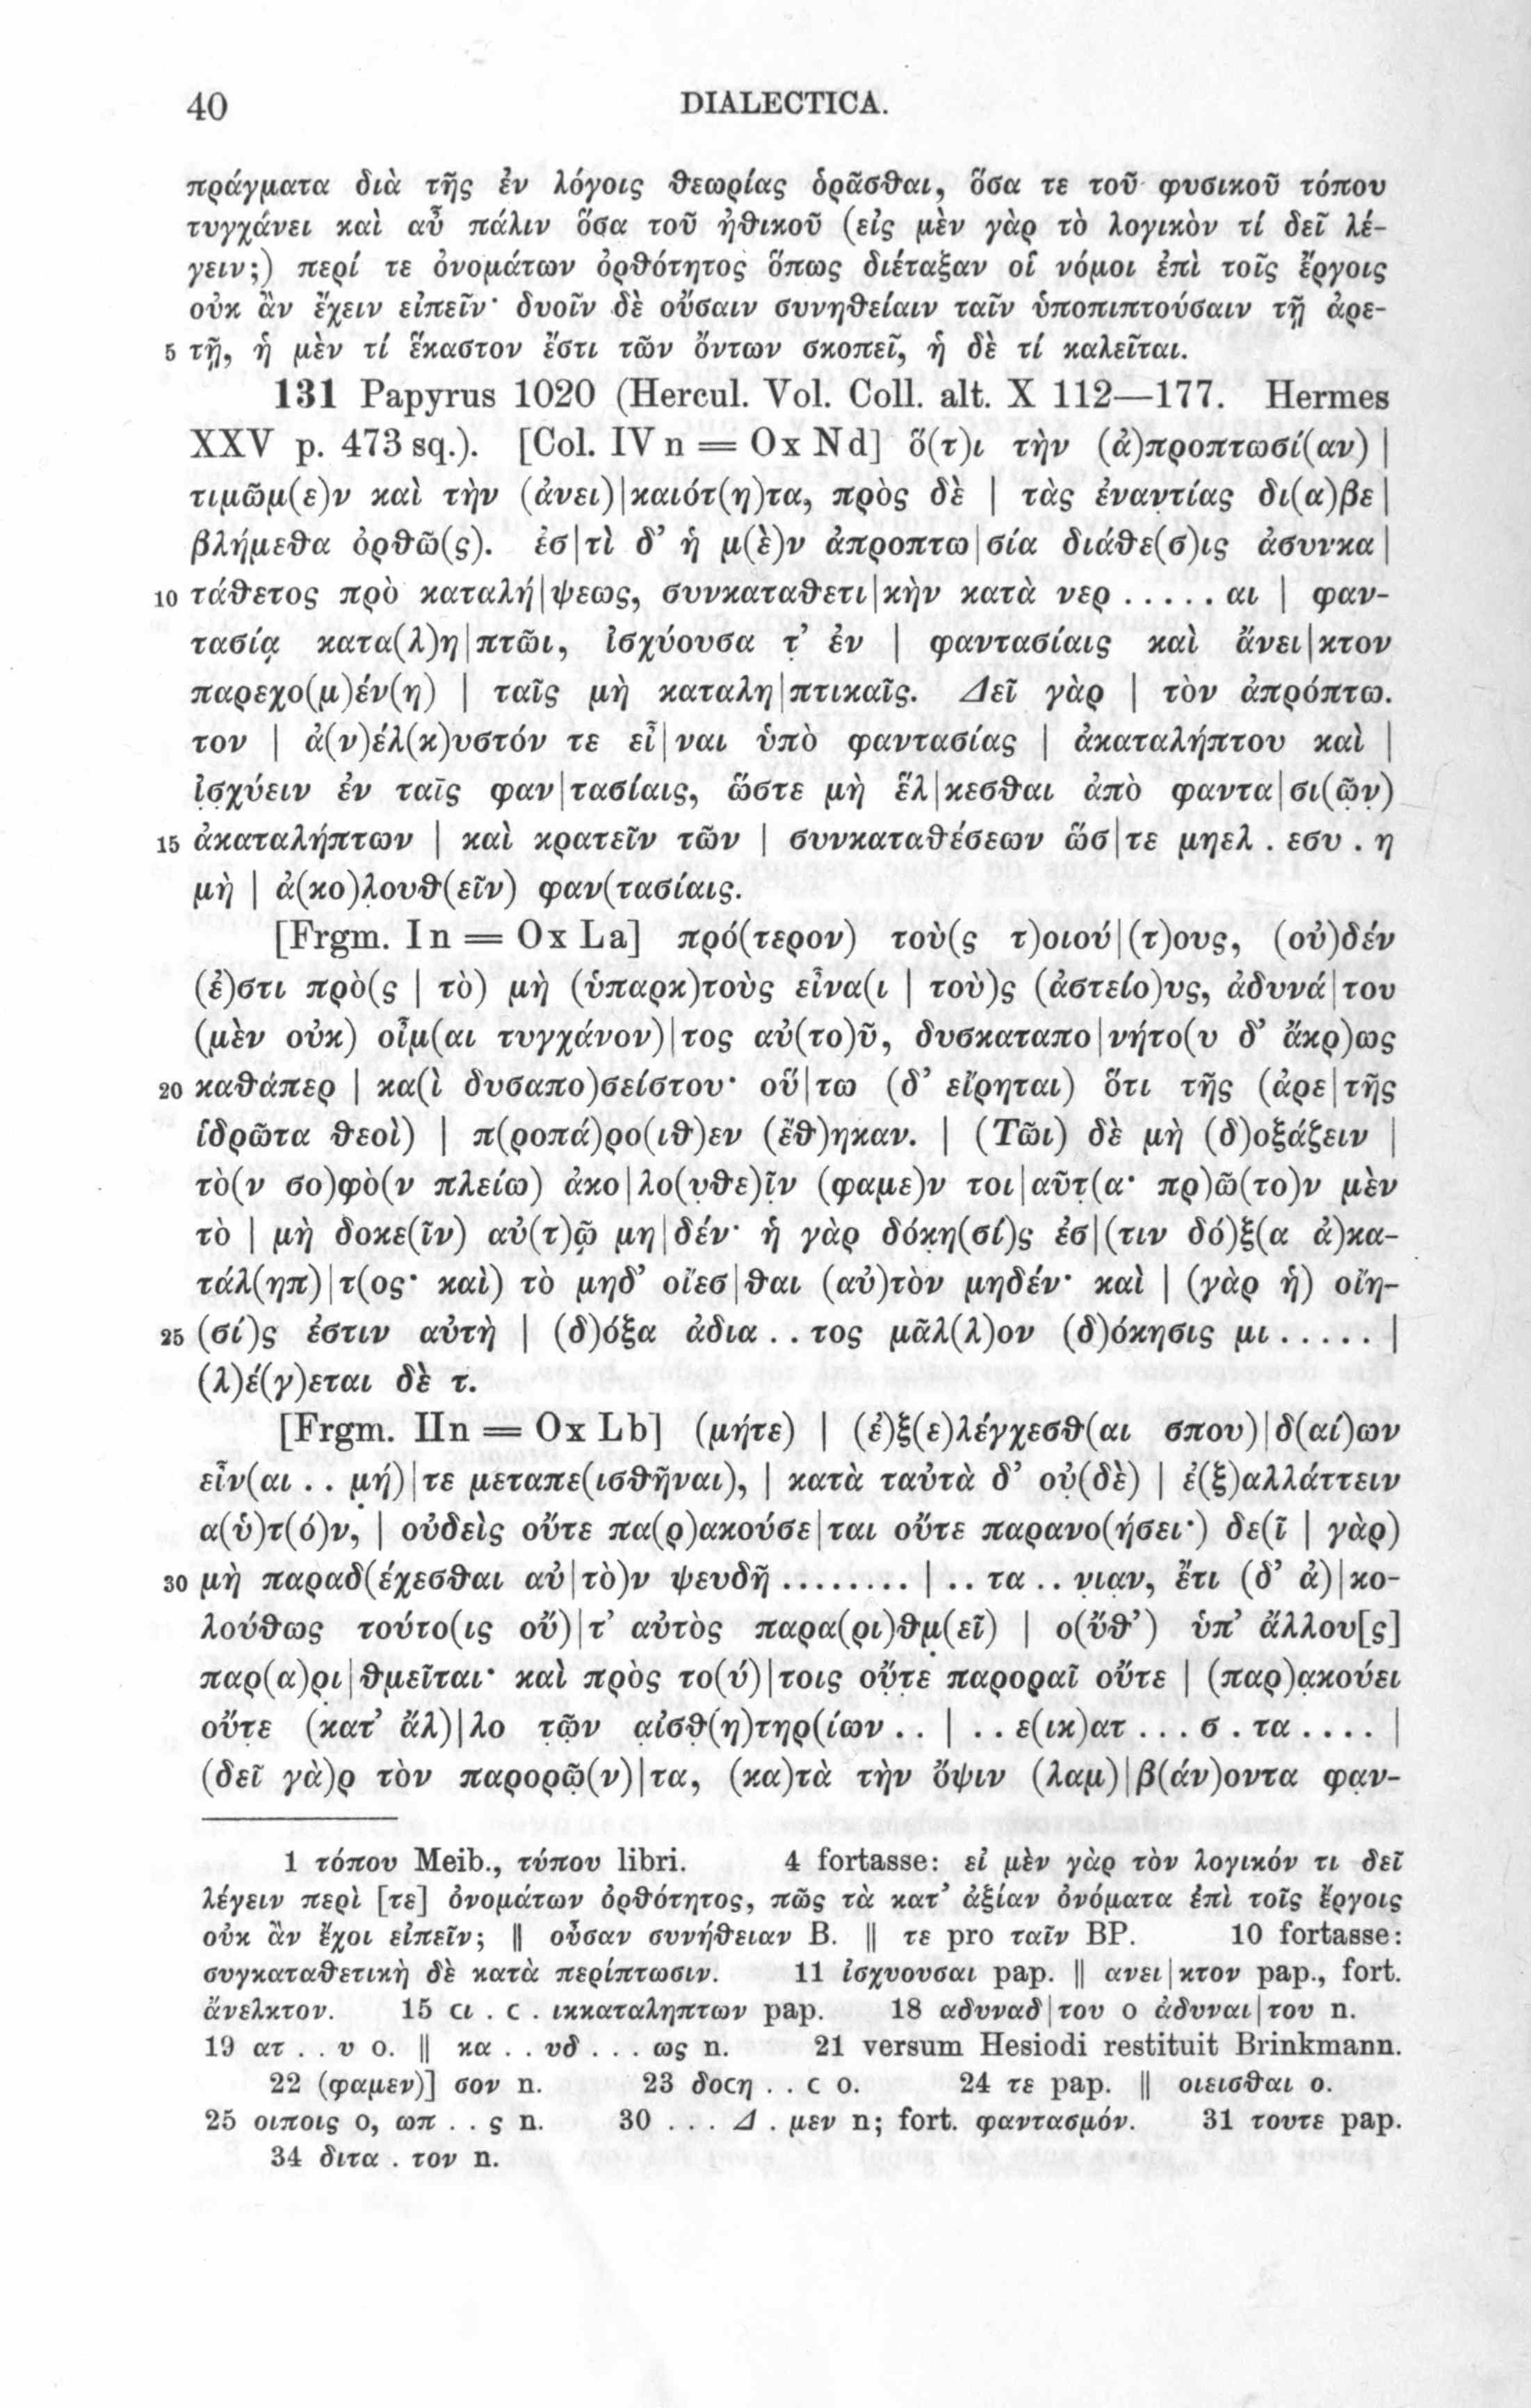 40 DIALECTICA.
πράγματα διὰ τῆς ἐν λόγοις θεωρίας ὁρᾶσθαι, ὅσα τε τοῦ φυσικοῦ τόπου
τυγχάνει καὶ αὖ πάλιν ὅσα τοῦ ἠθικοῦ (εἰς μὲν γὰρ τὸ λογικὸν τί δεῖ λέ-
γειν;) περί τε ὀνομάτων ὀρθότητος ὅπως διέταξαν οἱ νόμοι ἐπὶ τοῖς ἔργοις
οὐκ ἂν ἔχειν εἰπεῖν· δυοῖν δὲ οὔσαιν συνηθείαιν ταῖν ὑποπιπτούσαιν τῇ ἀρε-
5 τῇ, ἡ μὲν τί ἕκαστον ἔστι τῶν ὄντων σκοπεῖ, ἡ δὲ τί καλεῖται.
131 Papyrus 1020 (Hercul. Vol. Coll. alt. X 112—177. Hermes
XXV p. 473 sq.). [Col. IV n = Ox Nd] ὅ(τ)ι τὴν (ἀ)προπτωσί(αν) |
τιμῶμ(ε)ν καὶ τὴν (ἀνει)|καιότ(η)τα, πρὸς δὲ | τὰς ἐναντίας δι(α)βε|
βλήμεθα ὀρθῶ(ς). ἐσ|τὶ δ’ ἡ μ(ὲ)ν ἀπροπτω|σία διάθε(σ)ις ἀσυνκα|
10 τάθετος πρὸ καταλή|ψεως, συνκαταθετι|κὴν κατὰ νερ . . . . . αι | φαν-
τασίᾳ κατα(λ)η|πτῶι, ἰσχύουσα τ̣’ ἐν | φαντασίαις καὶ ἄνει|κτον
παρεχο(μ)έν(η) | ταῖς μὴ καταλη|πτικαῖς. Δεῖ γὰρ | τὸν ἀπρόπτω.
τον | ἀ(ν)έλ(κ)υστόν τε εἶ|ναι ὑπὸ φαντασίας | ἀκαταλήπτου καὶ |
ἰσ̣χύειν ἐν ταῖς φαν|τασίαις, ὥστε μὴ ἕλ|κεσθαι ἀπὸ φαντα|σι(ῶ̣ν̣)
15 ἀκαταλήπτων | καὶ κρατεῖν τῶν | συνκαταθέσεων ὥσ|τε μηελ . εσυ . η
μὴ | ἀ(κο)λ̣ουθ(εῖν) φαν(τασίαις.
[Frgm. In = Ox La] πρό(τερον) τοὺ(ς τ)οιού|(τ)ους, (οὐ)δέν
(ἐ)στι πρὸ(ς | τὸ) μὴ (ὑπαρκ)τοὺς εἶνα(ι | τοὺ)ς (ἀστείο)υς, ἀδυνά|του
(μὲν οὐκ) οἶμ(αι τυγχάνον)|τος αὐ(το)ῦ, δυσκαταπο|νήτο(υ δ’ ἄκρ)ως
20 καθάπερ | κα(ὶ δυσαπο)σείστου· οὕ|τω (δ’ εἴρηται) ὅτι τῆς (ἀρε|τῆς
ἱδρῶτα θεοὶ) | π(ροπά)ρο(ιθ)εν (ἔθ)ηκαν. | (Τῶι) δὲ μὴ (δ)οξάζειν |
τὸ(ν σο)φὸ(ν πλείω) ἀκο|λο(υ̣θε)ῖν (φαμε)ν τοι|αῦτ̣(α· πρ)ῶ(το)ν μὲν
τὸ | μὴ δοκε(ῖν) αὐ(τ)ῷ μη|δέν· ἡ γὰρ δόκ̣η(σί)ς ἐσ|(τιν δό)ξ(α ἀ)κα-
τάλ(ηπ)|τ(ος· καὶ) τὸ μηδ’ οἴεσ|θαι (αὐ)τὸν μηδέν· καὶ | (γὰρ ἡ) οἴη-
25 (σί)ς ἐστιν αὐτὴ | (δ)όξα ἀδια . . τος μᾶλ(λ)ον (δ)όκησις μι . . . . . |
(λ)έ(γ)εται δὲ τ.
[Frgm. IIn = Ox Lb] (μήτε) | (ἐ)ξ(ε)λέγχεσθ(αι σπου)|δ(αί)ων
εἶν(αι . . μή)|τε μεταπε(ισθῆναι), | κατὰ ταὐτὰ δ’ οὐ̣(δὲ) | ἐ(ξ)αλλάττειν
α(ὑ)τ(ό)ν, | οὐδεὶς οὔτε πα(ρ)ακούσε|ται οὔτε παρανο(ήσει·) δε(ῖ | γὰρ)
30 μὴ παραδ(έχεσθαι αὐ|τὸ)ν ψευδῆ . . . . . . . . | . . τα . . ν̣ιαν, ἔτι (δ’ ἀ)|κο-
λούθως τούτο(ις οὔ)|τ’ αὐτὸς παρα(ρι)θμ(εῖ) | ο(ὔθ’) ὑπ’ ἄλλου[ς]
παρ(α)ρι|θμεῖται· καὶ πρὸς το(ύ)|τοις οὔ̣τε παροραῖ οὔτε | (παρ)α̣κούει
οὔτε (κατ’ ἄλ)|λο τ̣ῶ̣ν α̣ἰσθ̣(η)τηρ(ίων . . | . . ε(ικ)ατ . . . σ . τα . . . . |
(δεῖ γὰ)ρ τὸν παρορῶ̣(ν)|τα, (κα)τὰ τὴν ὄψιν (λαμ)|β(άν)οντα φα̣ν-
1 τόπου Meib., τύπου libri. 4 fortasse: εἰ μὲν γὰρ τὸν λογικόν τι δεῖ
λέγειν περὶ [τε] ὀνομάτων ὀρθότητος, πῶς τὰ κατ’ ἀξίαν ὀνόματα ἐπὶ τοῖς ἔργοις
οὐκ ἂν ἔχοι εἰπεῖν; || οὖσαν συνήθειαν B. || τε pro ταῖν BP. 10 fortasse:
συγκαταθετικὴ δὲ κατὰ περίπτωσιν. 11 ἰσχυουσαι pap. || ανει|κτον pap., fort.
ἄνελκτον. 15 cι . c . ικκαταληπτων pap. 18 αδυναδ|του o ἀδυναι|του n.
19 ατ . . υ o. || κα . . υδ . . . ως n. 21 versum Hesiodi restituit Brinkmann.
22 (φαμεν)] σον n. 23 δοcη . . c o. 24 τε pap. || οιεισθαι o.
25 οιποις o, ωπ . . ς n. 30 . . . Δ . μεν n; fort. φαντασμόν. 31 τουτε pap.
34 διτα . τον n.